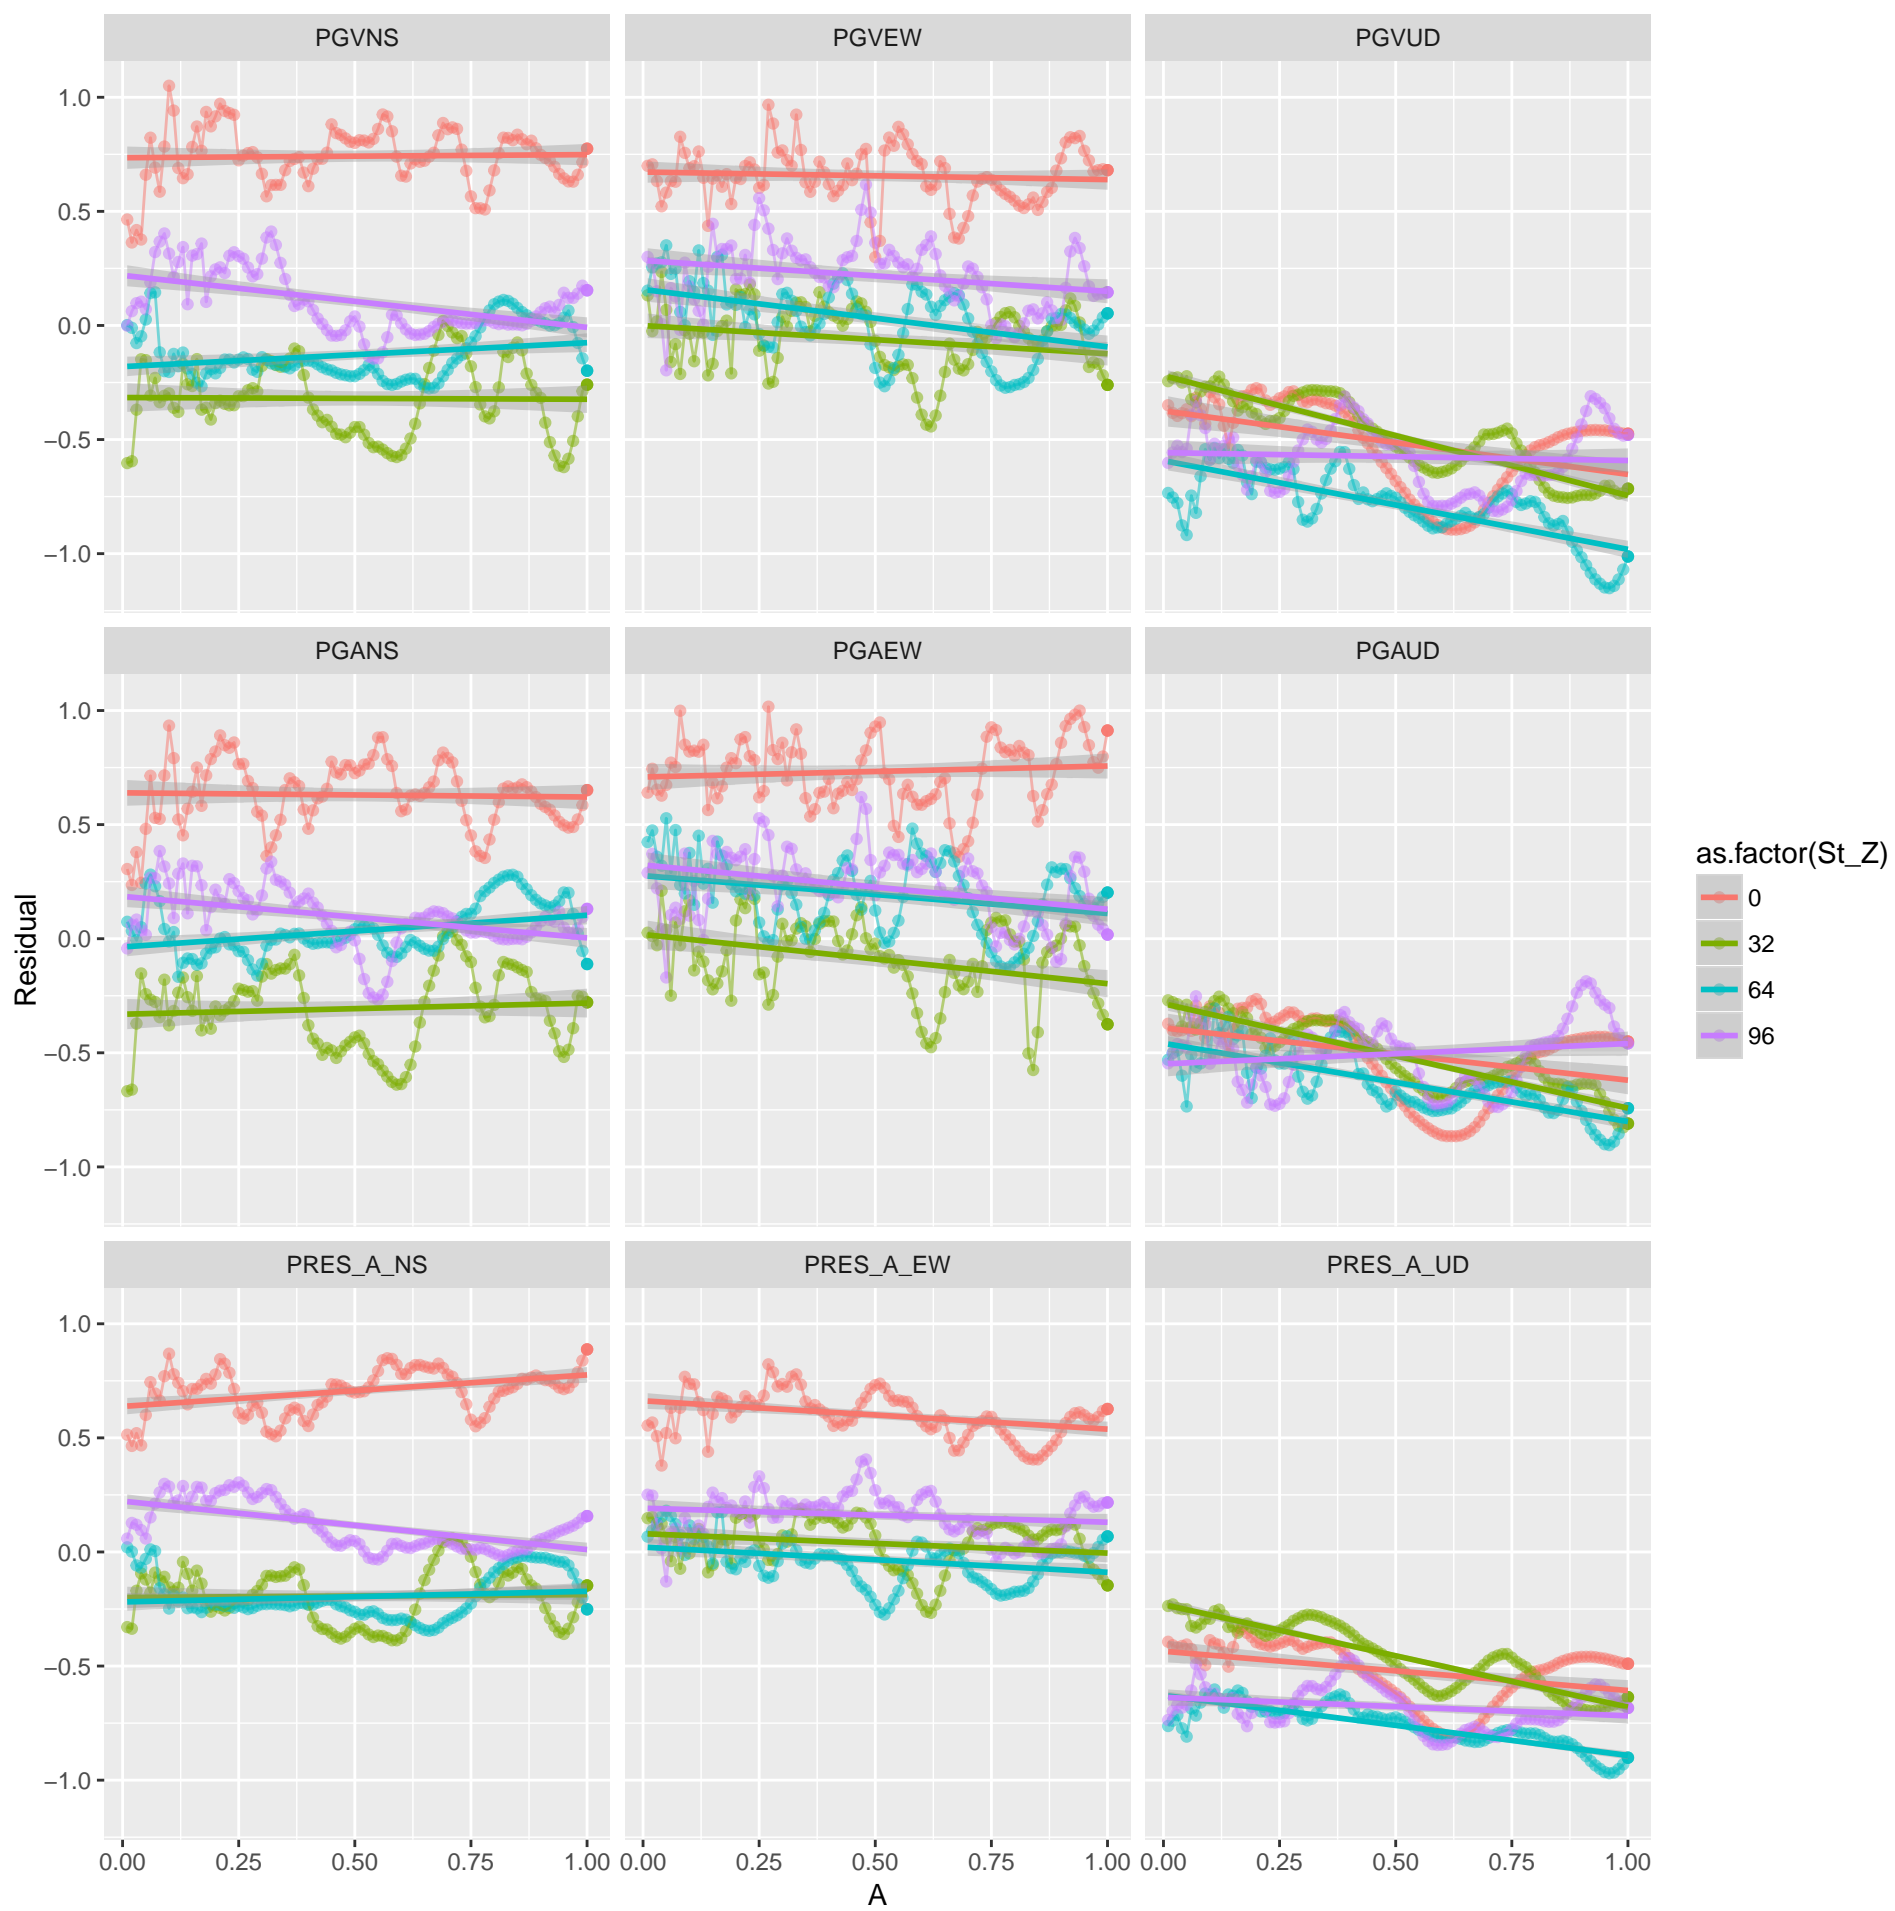 PGVNS PGVEW PGVUD
1.0
0.5
0.0
−0.5
−1.0
PGANS PGAEW PGAUD
1.0
0.5
0.0
−0.5
−1.0
PRES_A_NS PRES_A_EW PRES_A_UD
1.0
0.5
0.0
−0.5
−1.0
0.00 0.25 0.50 0.75 1.00 0.00 0.25 0.50 0.75 1.00 0.00 0.25 0.50 0.75 1.00
A
Residual
as.factor(St_Z)
0
32
64
96